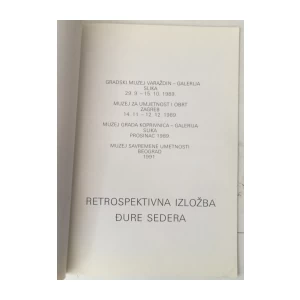 GRADSKI MUZEJ VARAŽDIN – GALERIJA
SLIKA
28. 9. – 15. 10. 1989.
MUZEJ ZA UMJETNOST I OBRT
ZAGREB
14. 11. – 12. 12. 1989.
MUZEJ GRADA KOPRIVNICA – GALERIJA
SLIKA
PROSINAC 1989.
MUZEJ SAVREMENE UMETNOSTI
BEOGRAD
1991.
RETROSPEKTIVNA IZLOŽBA
ĐURE SEDERA